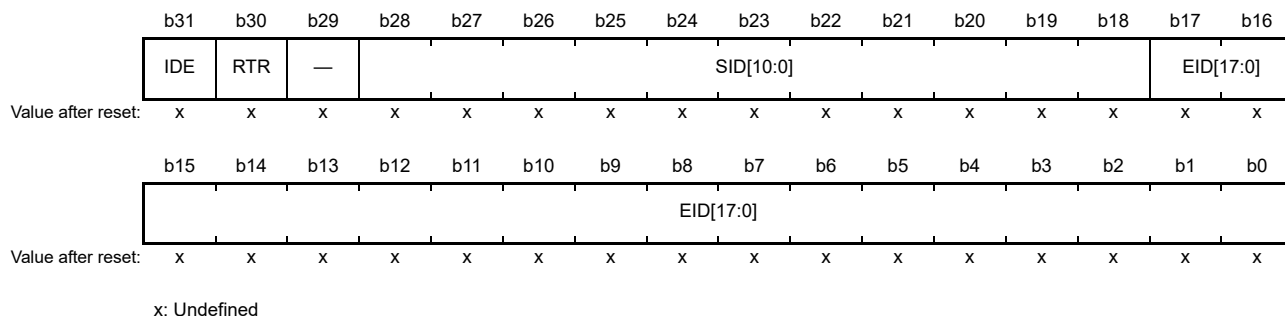 b31 b30 b29 b28 b27 b26 b25 b24 b23 b22 b21 b20 b19 b18 b17 b16
IDE RTR — SID[10:0] EID[17:0]
Value after reset: x x x x x x x x x x x x x x x x
b15 b14 b13 b12 b11 b10 b9 b8 b7 b6 b5 b4 b3 b2 b1 b0
EID[17:0]
Value after reset: x x x x x x x x x x x x x x x x
x: Undefined